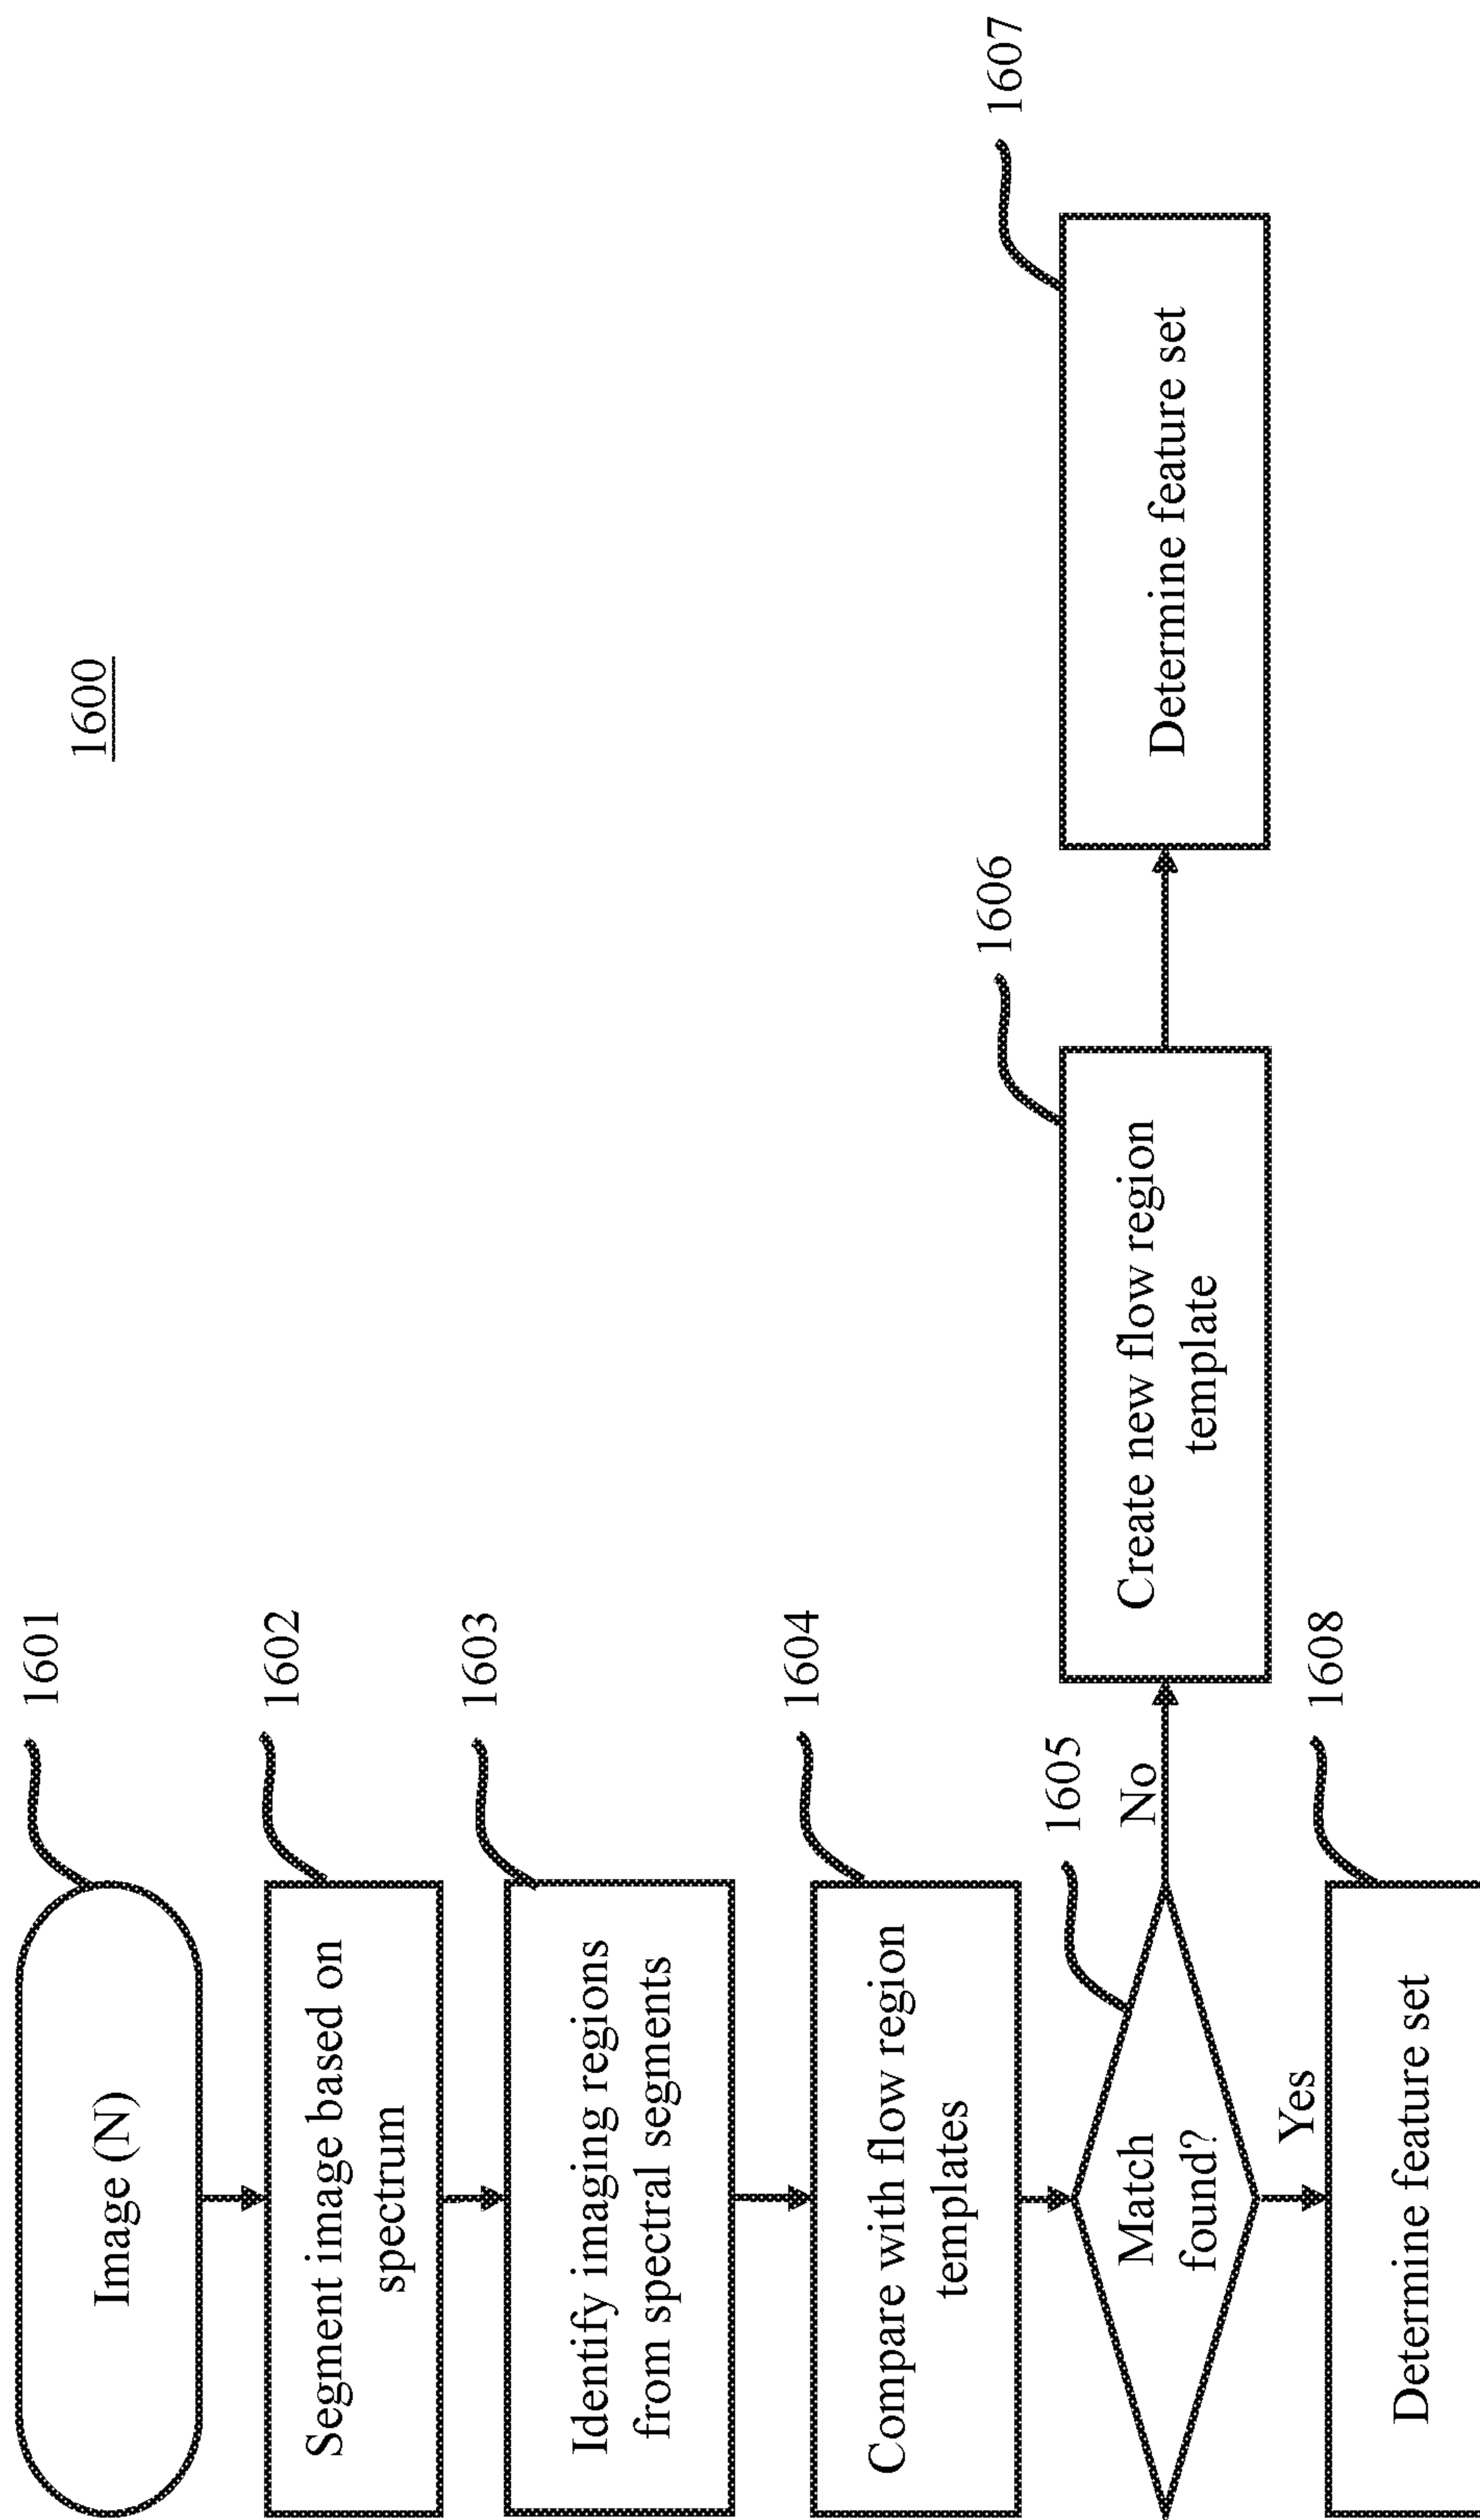 1600
1601
Image (N)
1602
Segment image based on
spectrum
1603
Identify imaging regions
from spectral segments
1604
Compare with flow region
templates
1605
Match
found?
No
Yes
1606
Create new flow region
template
1607
Determine feature set
1608
Determine feature set